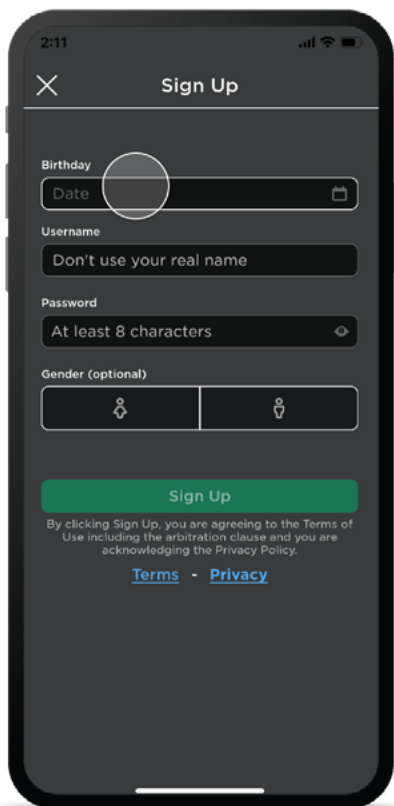 2:11
Sign Up
Birthday
Date
Username
Don't use your real name
Password
At least 8 characters
Gender (optional)
Sign Up
By clicking Sign Up, you are agreeing to the Terms of
Use including the arbitration clause and you are
acknowledging the Privacy Policy.
Terms - Privacy